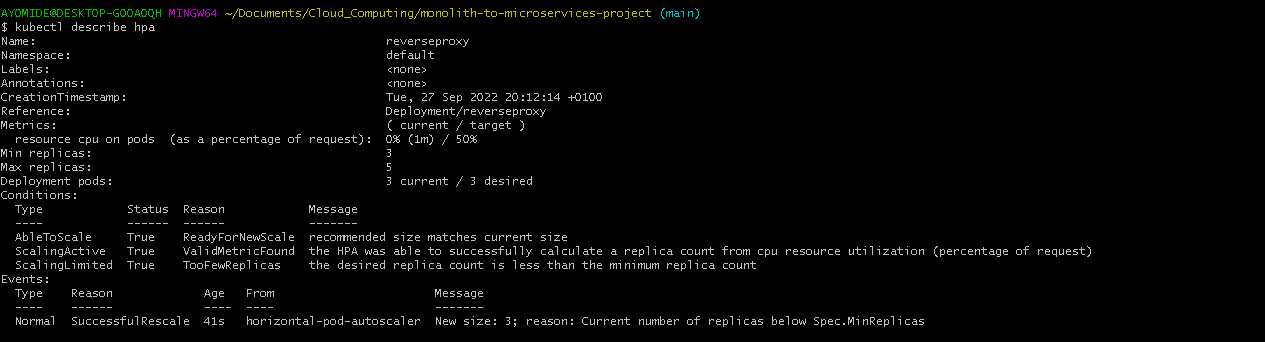 AYOMIDE@DESKTOP-GO0AOQH MINGW64 ~/Documents/Cloud_Computing/monolith-to-microservices-project (main)
$ kubectl describe hpa
Name: reverseproxy
Namespace: default
Labels: <none>
Annotations: <none>
CreationTimestamp: Tue, 27 Sep 2022 20:12:14 +0100
Reference: Deployment/reverseproxy
Metrics: ( current / target )
resource cpu on pods (as a percentage of request): 0% (1m) / 50%
Min replicas: 3
Max replicas: 5
Deployment pods: 3 current / 3 desired
Conditions:
Type Status Reason Message
---- ------ ------ -------
AbleToScale True ReadyForNewScale recommended size matches current size
ScalingActive True ValidMetricFound the HPA was able to successfully calculate a replica count from cpu resource utilization (percentage of request)
ScalingLimited True TooFewReplicas the desired replica count is less than the minimum replica count
Events:
Type Reason Age From Message
---- ------ ---- ---- -------
Normal SuccessfulRescale 41s horizontal-pod-autoscaler New size: 3; reason: Current number of replicas below Spec.MinReplicas